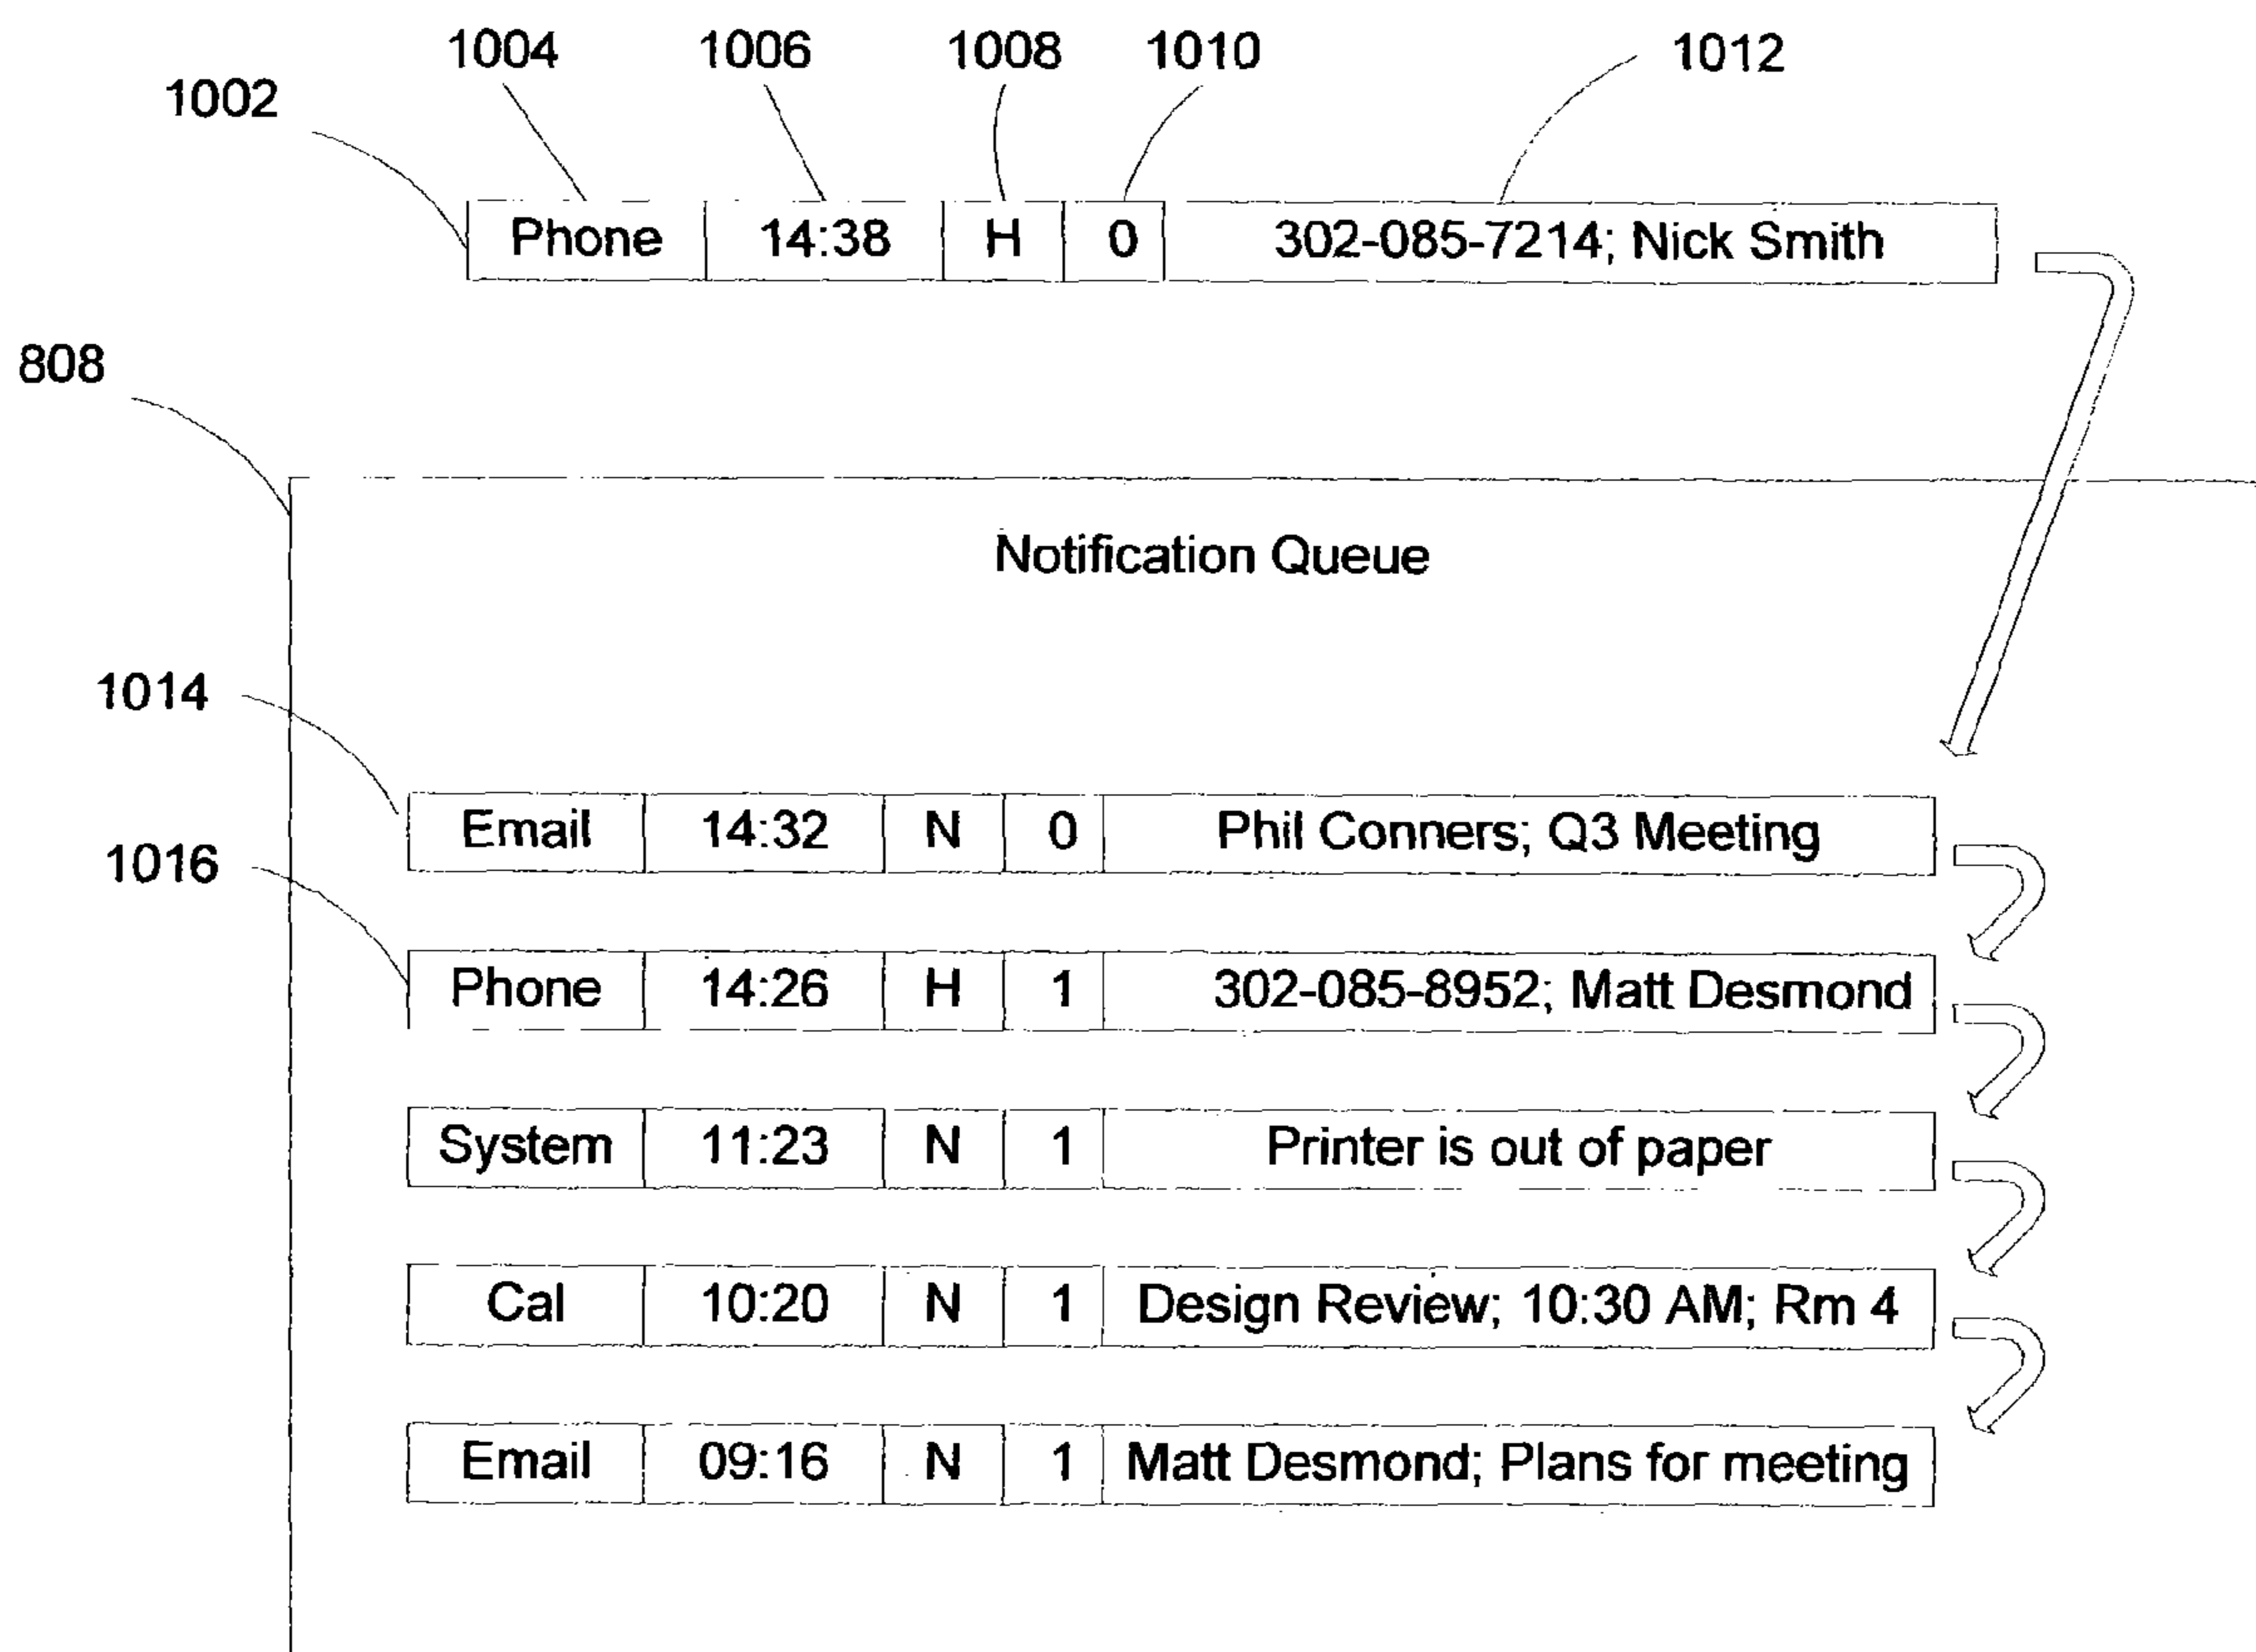 1004 1006 1008 1010 1012
1002
Phone 14:38 H 0 302-085-7214; Nick Smith
808
Notification Queue
1014
Email 14:32 N 0 Phil Conners; Q3 Meeting
1016
Phone 14:26 H 1 302-085-8952; Matt Desmond
System 11:23 N 1 Printer is out of paper
Cal 10:20 N 1 Design Review; 10:30 AM; Rm 4
Email 09:16 N 1 Matt Desmond; Plans for meeting